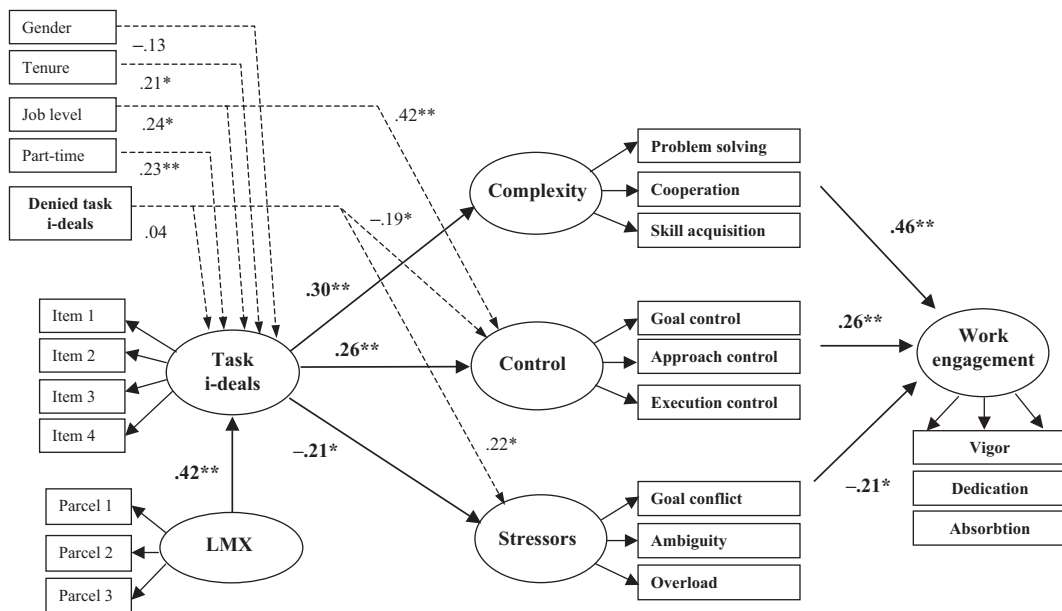 Gender
–.13
Tenure
.21*
Job level
.24*
.42**
Part-time
.23**
Denied task
i-deals
.04
–.19*
Complexity
Problem solving
Cooperation
Skill acquisition
.46**
.30**
Item 1
Item 2
Item 3
Item 4
Task
i-deals
.26**
Control
Goal control
Approach control
Execution control
.26**
Work
engagement
Vigor
Dedication
Absorbtion
–.21*
.22*
–.21*
.42**
Parcel 1
Parcel 2
Parcel 3
LMX
Stressors
Goal conflict
Ambiguity
Overload